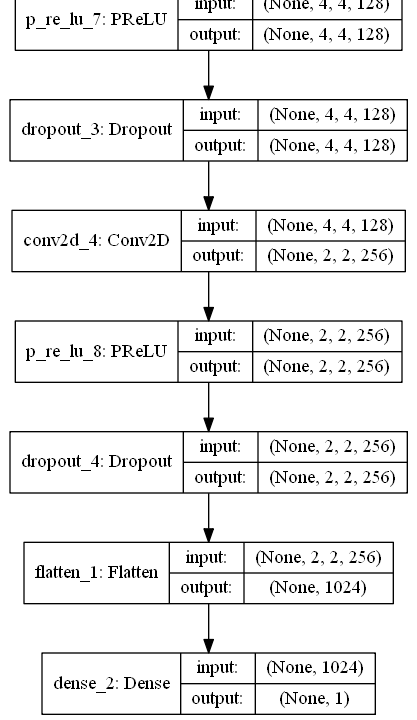 p_re_lu_7: PReLU
input: (None, 4, 4, 128)
output: (None, 4, 4, 128)
dropout_3: Dropout
input: (None, 4, 4, 128)
output: (None, 4, 4, 128)
conv2d_4: Conv2D
input: (None, 4, 4, 128)
output: (None, 2, 2, 256)
p_re_lu_8: PReLU
input: (None, 2, 2, 256)
output: (None, 2, 2, 256)
dropout_4: Dropout
input: (None, 2, 2, 256)
output: (None, 2, 2, 256)
flatten_1: Flatten
input: (None, 2, 2, 256)
output: (None, 1024)
dense_2: Dense
input: (None, 1024)
output: (None, 1)